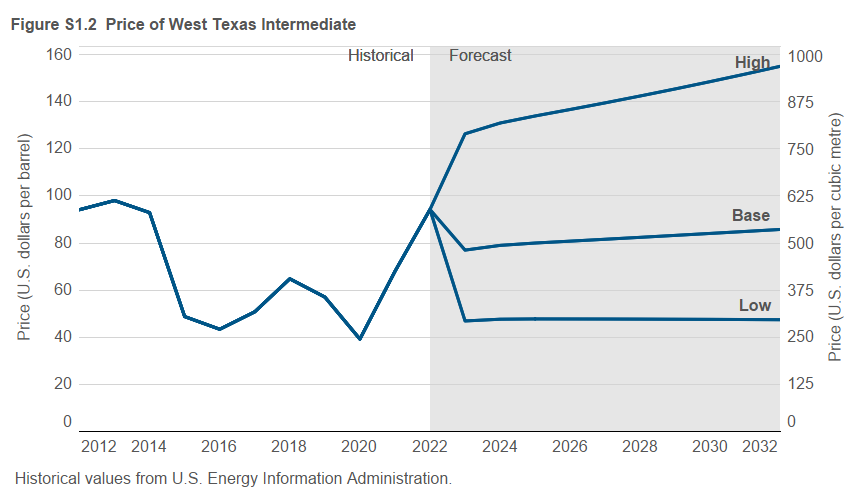 Figure S1.2 Price of West Texas Intermediate
Price (U.S. dollars per barrel)
160
140
120
100
80
60
40
20
0
Historical
Forecast
High
Base
Low
1000
875
750
625
500
375
250
125
0
Price (U.S. dollars per cubic metre)
2012 2014 2016 2018 2020 2022 2024 2026 2028 2030 2032
Historical values from U.S. Energy Information Administration.